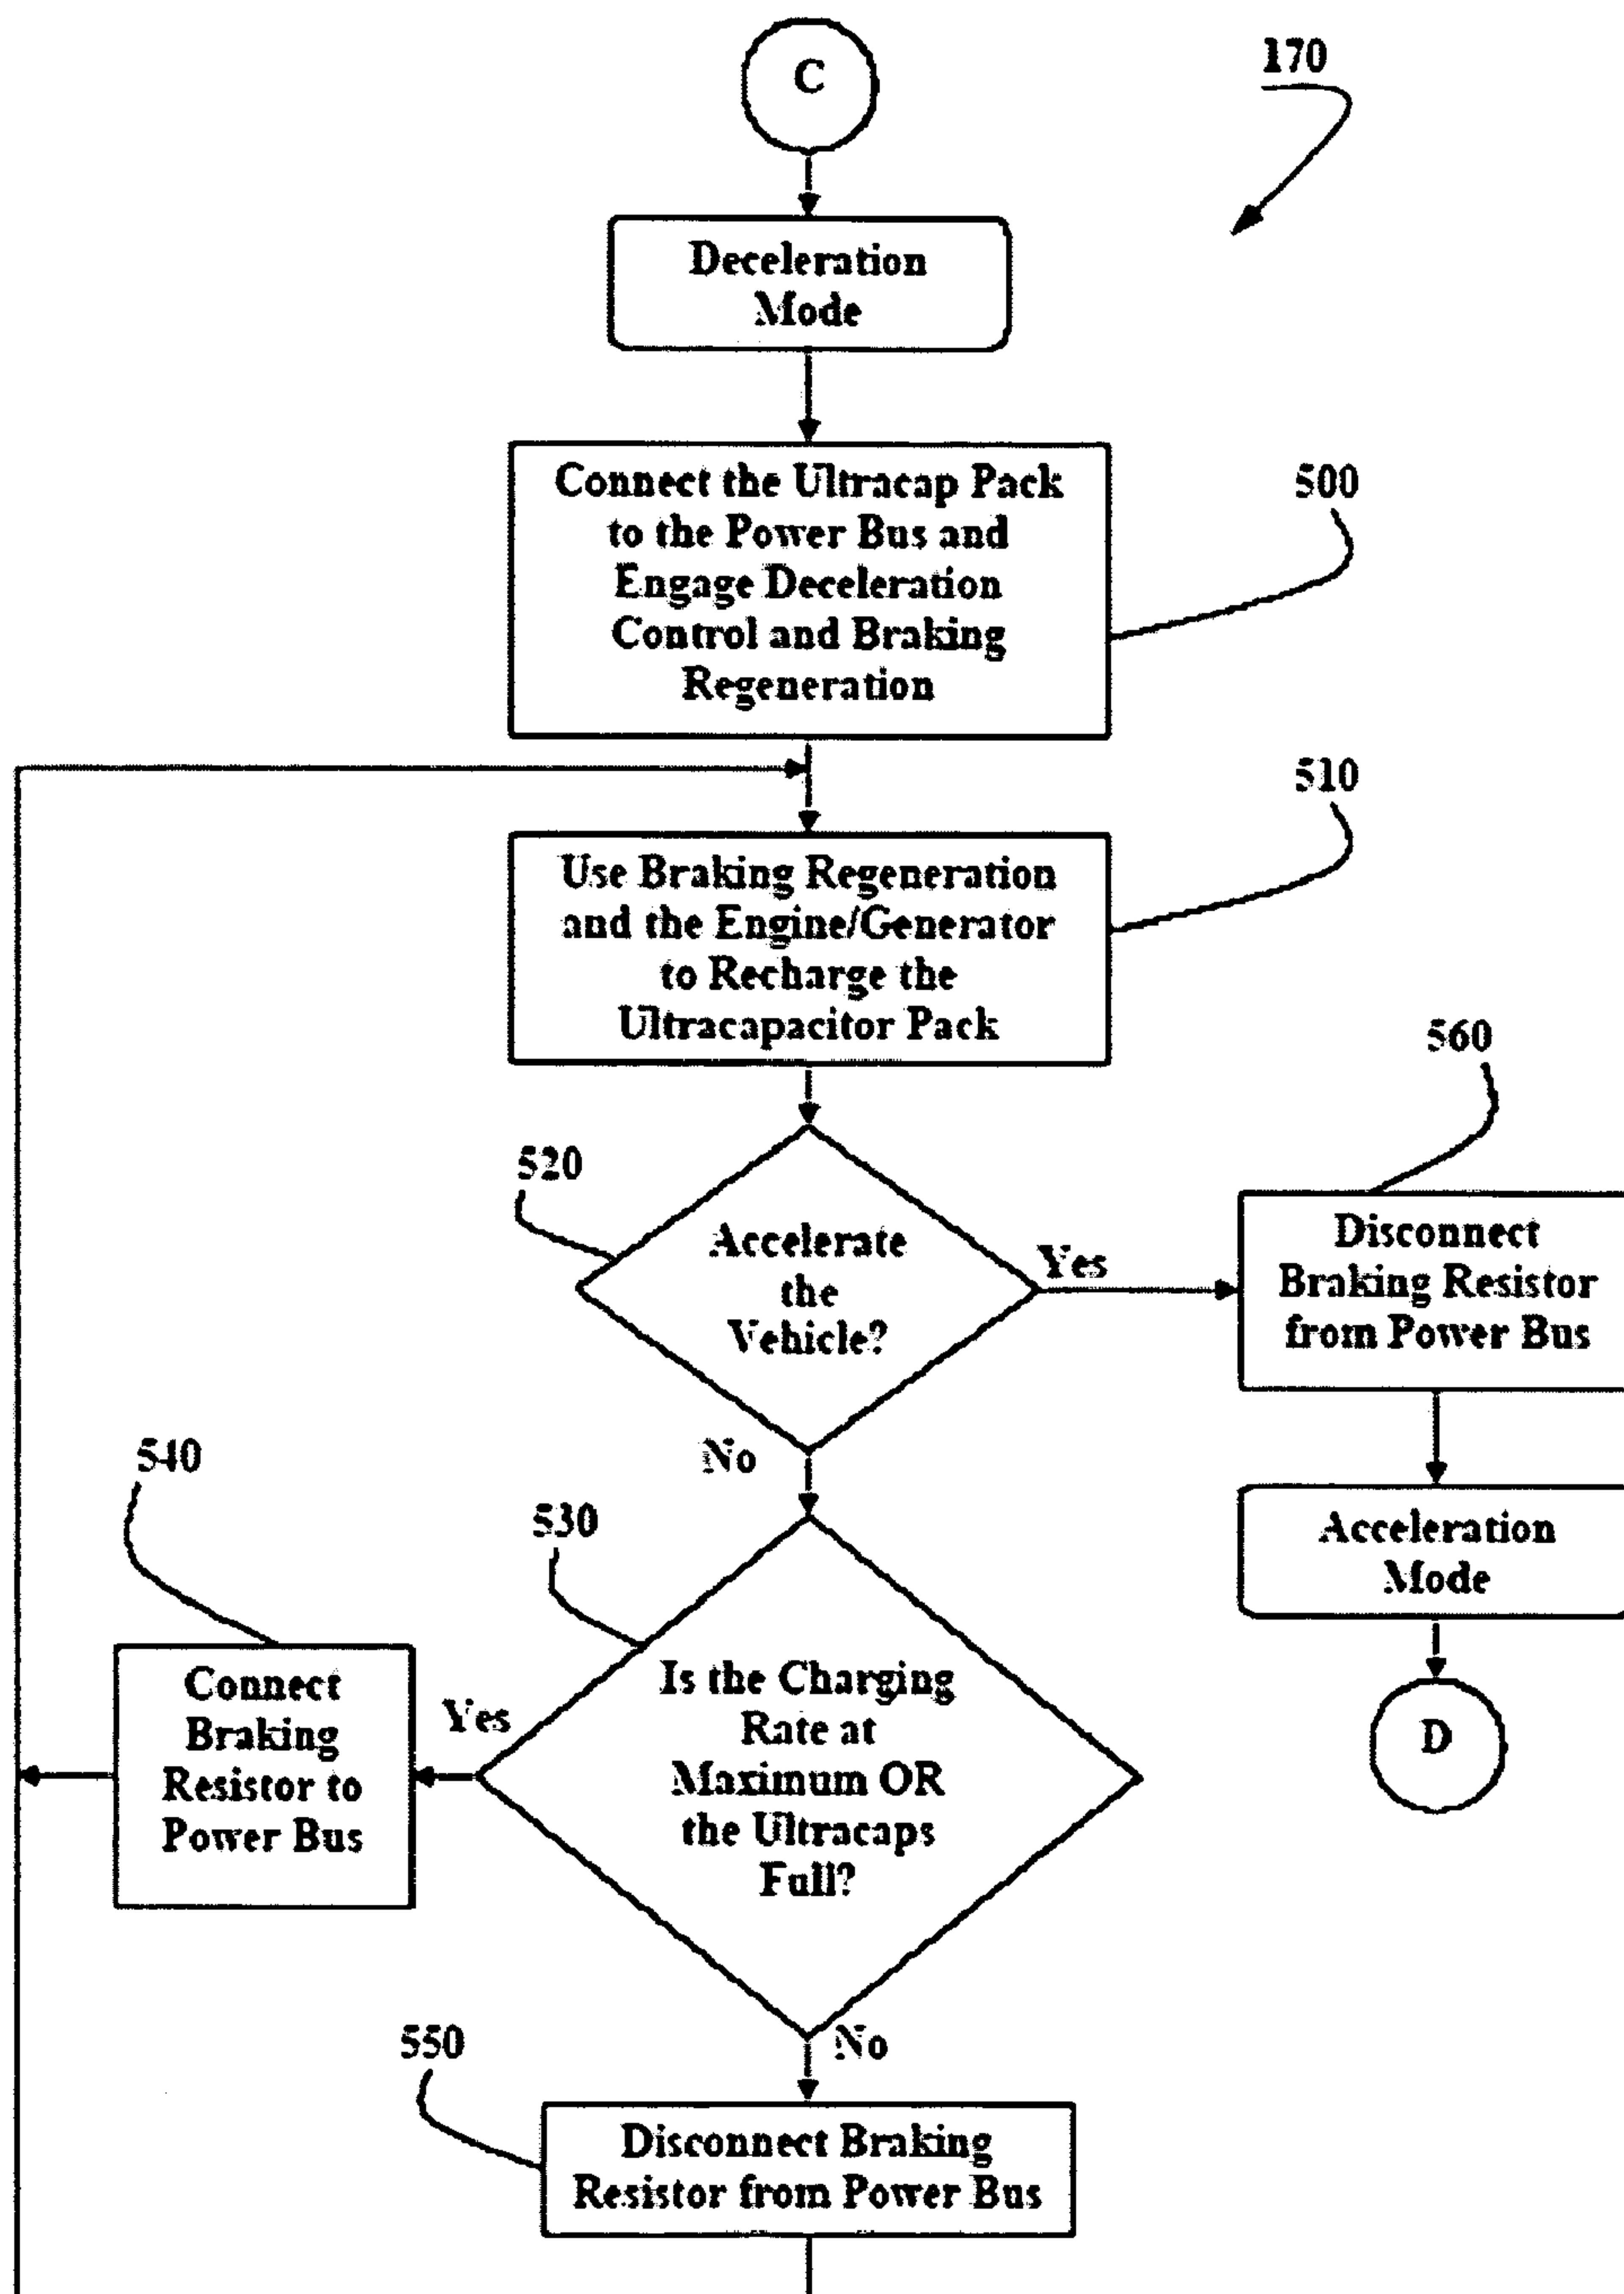 C
170
Deceleration
Mode
Connect the Ultracap Pack
to the Power Bus and
Engage Deceleration
Control and Braking
Regeneration
500
510
Use Braking Regeneration
and the Engine/Generator
to Recharge the
Ultracapacitor Pack
560
520
Accelerate
the
Vehicle?
Yes
Disconnect
Braking Resistor
from Power Bus
No
540
530
Acceleration
Mode
Is the Charging
Rate at
Maximum OR
the Ultracaps
Full?
Yes
Connect
Braking
Resistor to
Power Bus
D
No
550
Disconnect Braking
Resistor from Power Bus